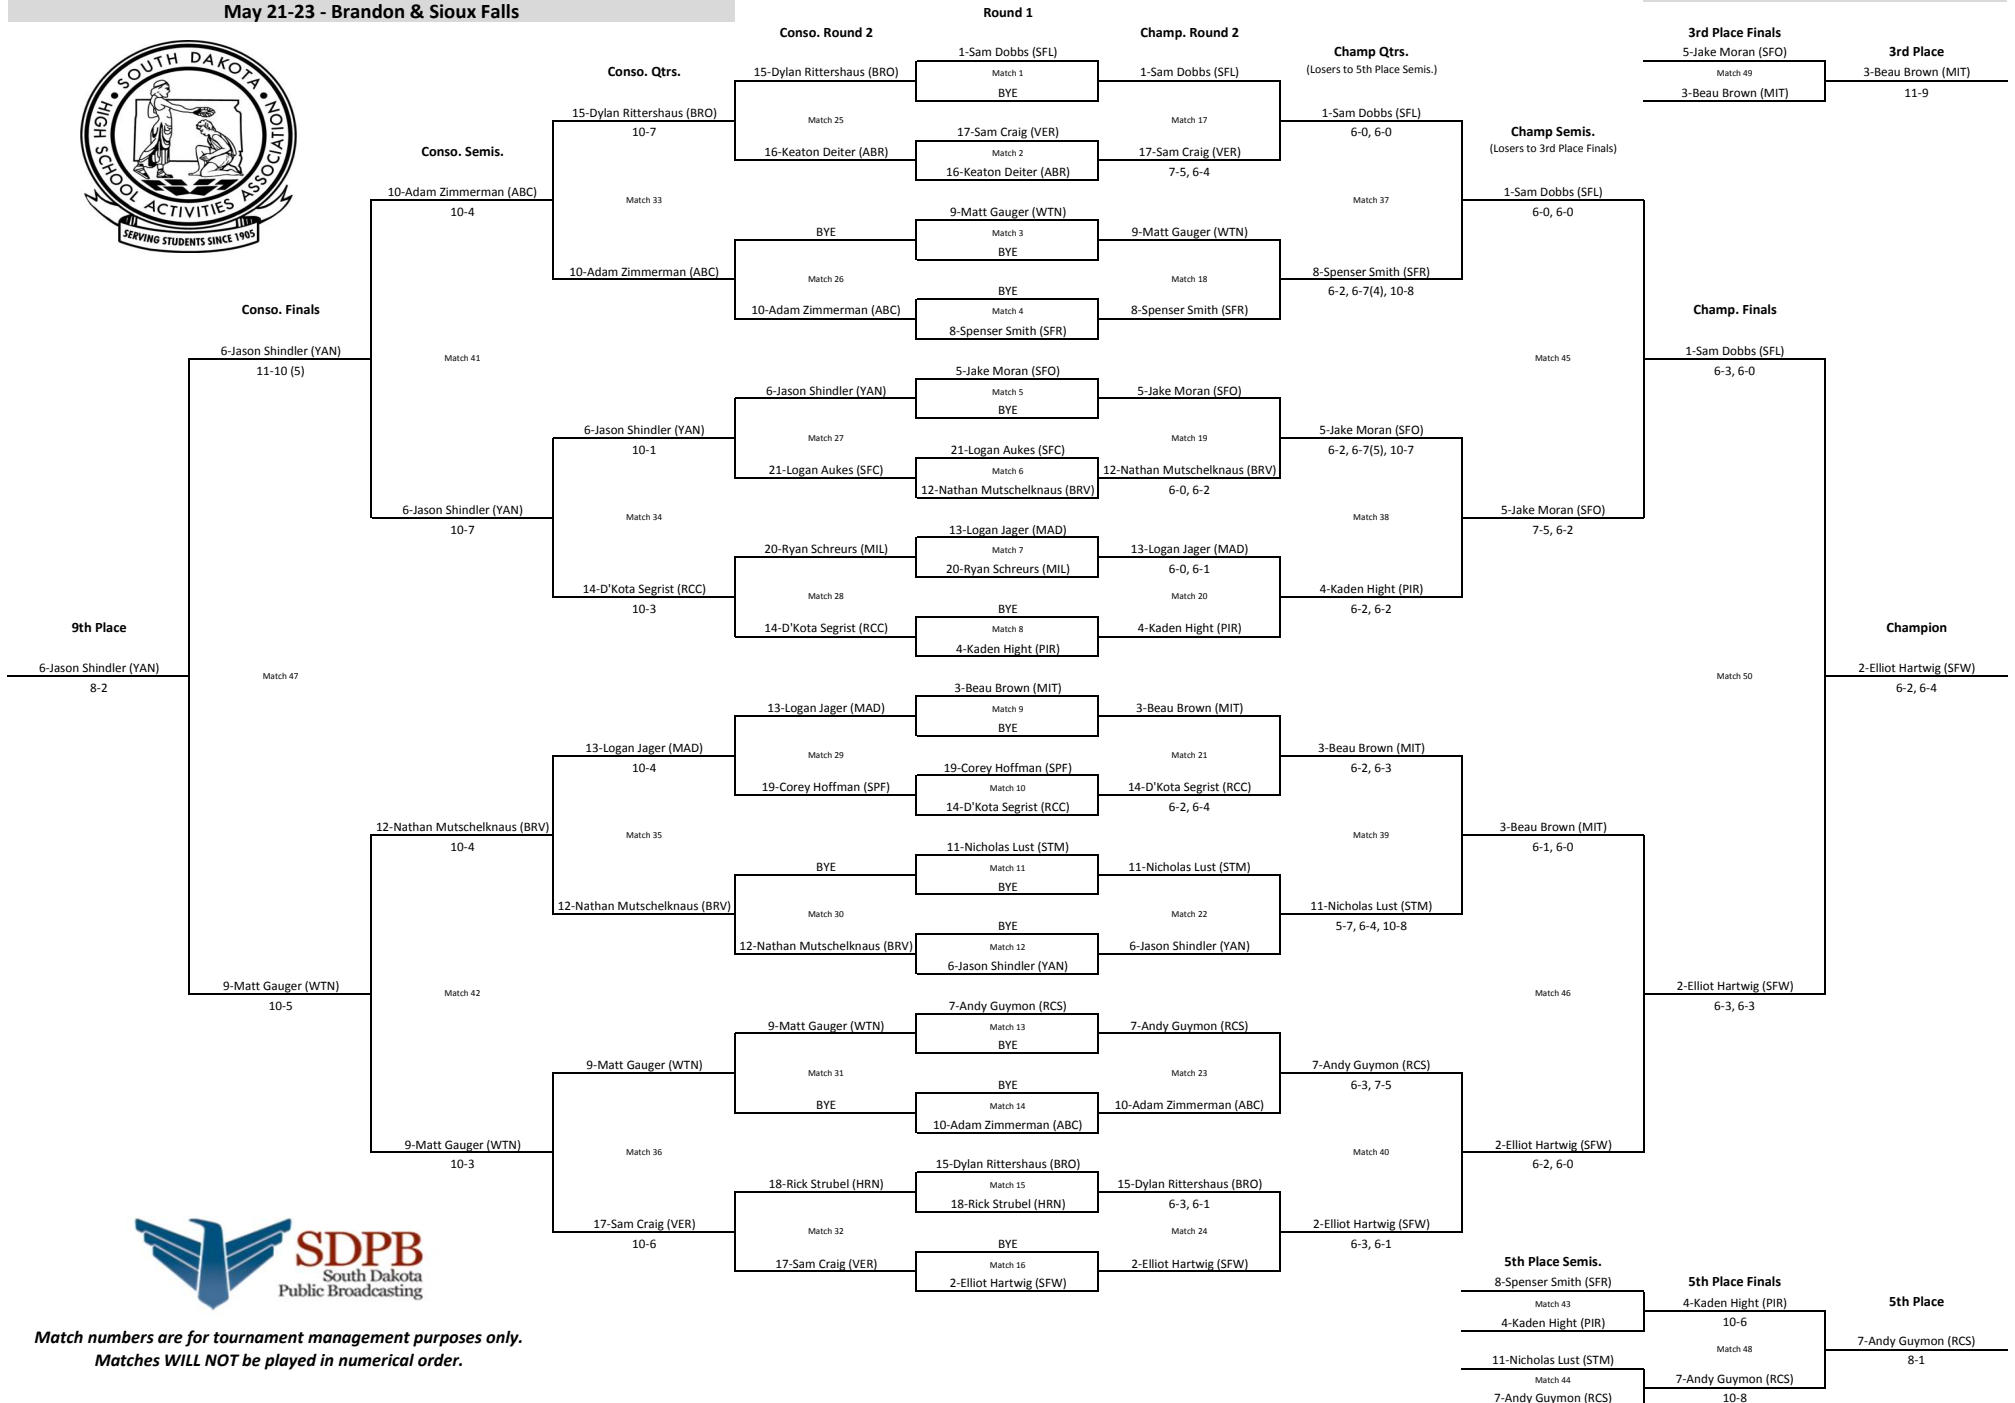 May 21-23 - Brandon & Sioux Falls
SOUTH DAKOTA HIGH SCHOOL ACTIVITIES ASSOCIATION
SERVING STUDENTS SINCE 1905
9th Place
6-Jason Shindler (YAN)
8-2
Conso. Finals
6-Jason Shindler (YAN)
11-10 (5)
Match 47
9-Matt Gauger (WTN)
10-5
Conso. Semis.
10-Adam Zimmerman (ABC)
10-4
Match 41
6-Jason Shindler (YAN)
10-7
12-Nathan Mutschelknaus (BRV)
10-4
Match 42
9-Matt Gauger (WTN)
10-3
Conso. Qtrs.
15-Dylan Rittershaus (BRO)
10-7
Match 33
10-Adam Zimmerman (ABC)
6-Jason Shindler (YAN)
10-1
Match 34
14-D'Kota Segrist (RCC)
10-3
13-Logan Jager (MAD)
10-4
Match 35
12-Nathan Mutschelknaus (BRV)
9-Matt Gauger (WTN)
Match 36
17-Sam Craig (VER)
10-6
Conso. Round 2
15-Dylan Rittershaus (BRO)
Match 25
16-Keaton Deiter (ABR)
BYE
Match 26
10-Adam Zimmerman (ABC)
6-Jason Shindler (YAN)
Match 27
21-Logan Aukes (SFC)
20-Ryan Schreurs (MIL)
Match 28
14-D'Kota Segrist (RCC)
13-Logan Jager (MAD)
Match 29
19-Corey Hoffman (SPF)
BYE
Match 30
12-Nathan Mutschelknaus (BRV)
9-Matt Gauger (WTN)
Match 31
BYE
18-Rick Strubel (HRN)
Match 32
17-Sam Craig (VER)
Round 1
1-Sam Dobbs (SFL)
Match 1
BYE
17-Sam Craig (VER)
Match 2
16-Keaton Deiter (ABR)
9-Matt Gauger (WTN)
Match 3
BYE
BYE
Match 4
8-Spenser Smith (SFR)
5-Jake Moran (SFO)
Match 5
BYE
21-Logan Aukes (SFC)
Match 6
12-Nathan Mutschelknaus (BRV)
13-Logan Jager (MAD)
Match 7
20-Ryan Schreurs (MIL)
BYE
Match 8
4-Kaden Hight (PIR)
3-Beau Brown (MIT)
Match 9
BYE
19-Corey Hoffman (SPF)
Match 10
14-D'Kota Segrist (RCC)
11-Nicholas Lust (STM)
Match 11
BYE
BYE
Match 12
6-Jason Shindler (YAN)
7-Andy Guymon (RCS)
Match 13
BYE
BYE
Match 14
10-Adam Zimmerman (ABC)
15-Dylan Rittershaus (BRO)
Match 15
18-Rick Strubel (HRN)
BYE
Match 16
2-Elliot Hartwig (SFW)
Champ. Round 2
1-Sam Dobbs (SFL)
Match 17
17-Sam Craig (VER)
7-5, 6-4
9-Matt Gauger (WTN)
Match 18
8-Spenser Smith (SFR)
5-Jake Moran (SFO)
Match 19
12-Nathan Mutschelknaus (BRV)
6-0, 6-2
13-Logan Jager (MAD)
6-0, 6-1
Match 20
4-Kaden Hight (PIR)
3-Beau Brown (MIT)
Match 21
14-D'Kota Segrist (RCC)
6-2, 6-4
11-Nicholas Lust (STM)
Match 22
6-Jason Shindler (YAN)
7-Andy Guymon (RCS)
Match 23
10-Adam Zimmerman (ABC)
15-Dylan Rittershaus (BRO)
6-3, 6-1
Match 24
2-Elliot Hartwig (SFW)
Champ Qtrs.
(Losers to 5th Place Semis.)
1-Sam Dobbs (SFL)
6-0, 6-0
Match 37
8-Spenser Smith (SFR)
6-2, 6-7(4), 10-8
5-Jake Moran (SFO)
6-2, 6-7(5), 10-7
Match 38
4-Kaden Hight (PIR)
6-2, 6-2
3-Beau Brown (MIT)
6-2, 6-3
Match 39
11-Nicholas Lust (STM)
5-7, 6-4, 10-8
7-Andy Guymon (RCS)
6-3, 7-5
Match 40
2-Elliot Hartwig (SFW)
6-3, 6-1
Champ Semis.
(Losers to 3rd Place Finals)
1-Sam Dobbs (SFL)
6-0, 6-0
Match 45
5-Jake Moran (SFO)
7-5, 6-2
3-Beau Brown (MIT)
6-1, 6-0
Match 46
2-Elliot Hartwig (SFW)
6-2, 6-0
Champ. Finals
1-Sam Dobbs (SFL)
6-3, 6-0
Match 50
2-Elliot Hartwig (SFW)
6-3, 6-3
Champion
2-Elliot Hartwig (SFW)
6-2, 6-4
3rd Place Finals
5-Jake Moran (SFO)
Match 49
3-Beau Brown (MIT)
3rd Place
3-Beau Brown (MIT)
11-9
5th Place Semis.
8-Spenser Smith (SFR)
Match 43
4-Kaden Hight (PIR)
11-Nicholas Lust (STM)
Match 44
7-Andy Guymon (RCS)
5th Place Finals
4-Kaden Hight (PIR)
10-6
Match 48
7-Andy Guymon (RCS)
10-8
5th Place
7-Andy Guymon (RCS)
8-1
SDPB
South Dakota
Public Broadcasting
Match numbers are for tournament management purposes only.
Matches WILL NOT be played in numerical order.